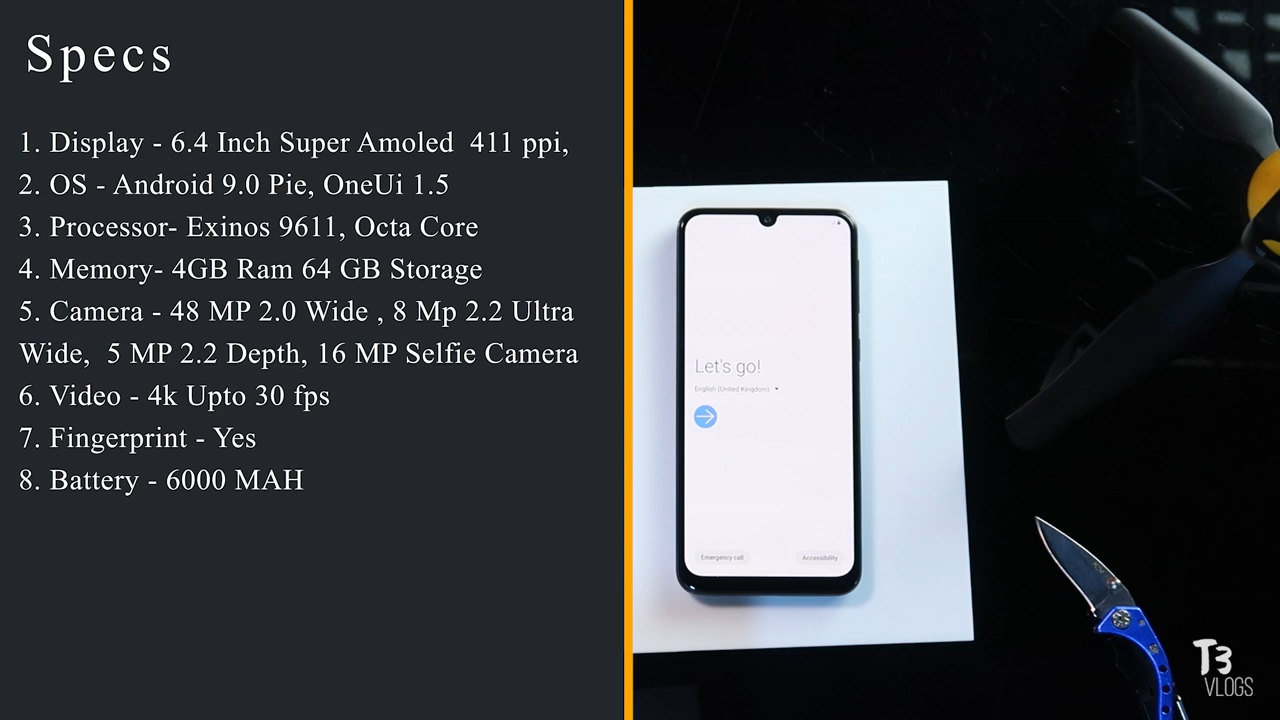 Specs
1. Display - 6.4 Inch Super Amoled 411 ppi,
2. OS - Android 9.0 Pie, OneUi 1.5
3. Processor- Exinos 9611, Octa Core
4. Memory- 4GB Ram 64 GB Storage
5. Camera - 48 MP 2.0 Wide , 8 Mp 2.2 Ultra
Wide, 5 MP 2.2 Depth, 16 MP Selfie Camera
6. Video - 4k Upto 30 fps
7. Fingerprint - Yes
8. Battery - 6000 MAH
Let's go!
English (United Kingdom)
Emergency call
Accessibility
T3
VLOGS